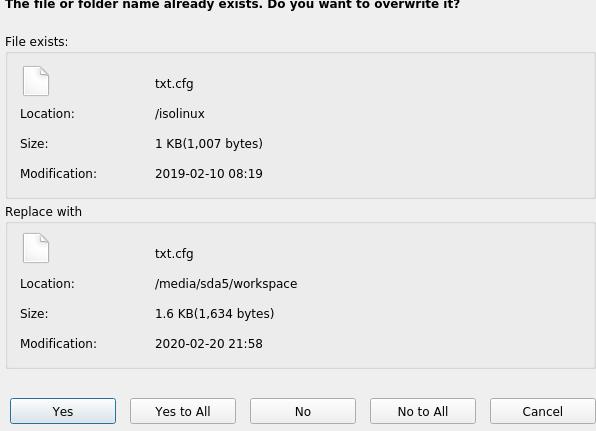 The file or folder name already exists. Do you want to overwrite it?
File exists:
txt.cfg
Location: /isolinux
Size: 1 KB(1,007 bytes)
Modification: 2019-02-10 08:19
Replace with
txt.cfg
Location: /media/sda5/workspace
Size: 1.6 KB(1,634 bytes)
Modification: 2020-02-20 21:58
Yes Yes to All No No to All Cancel